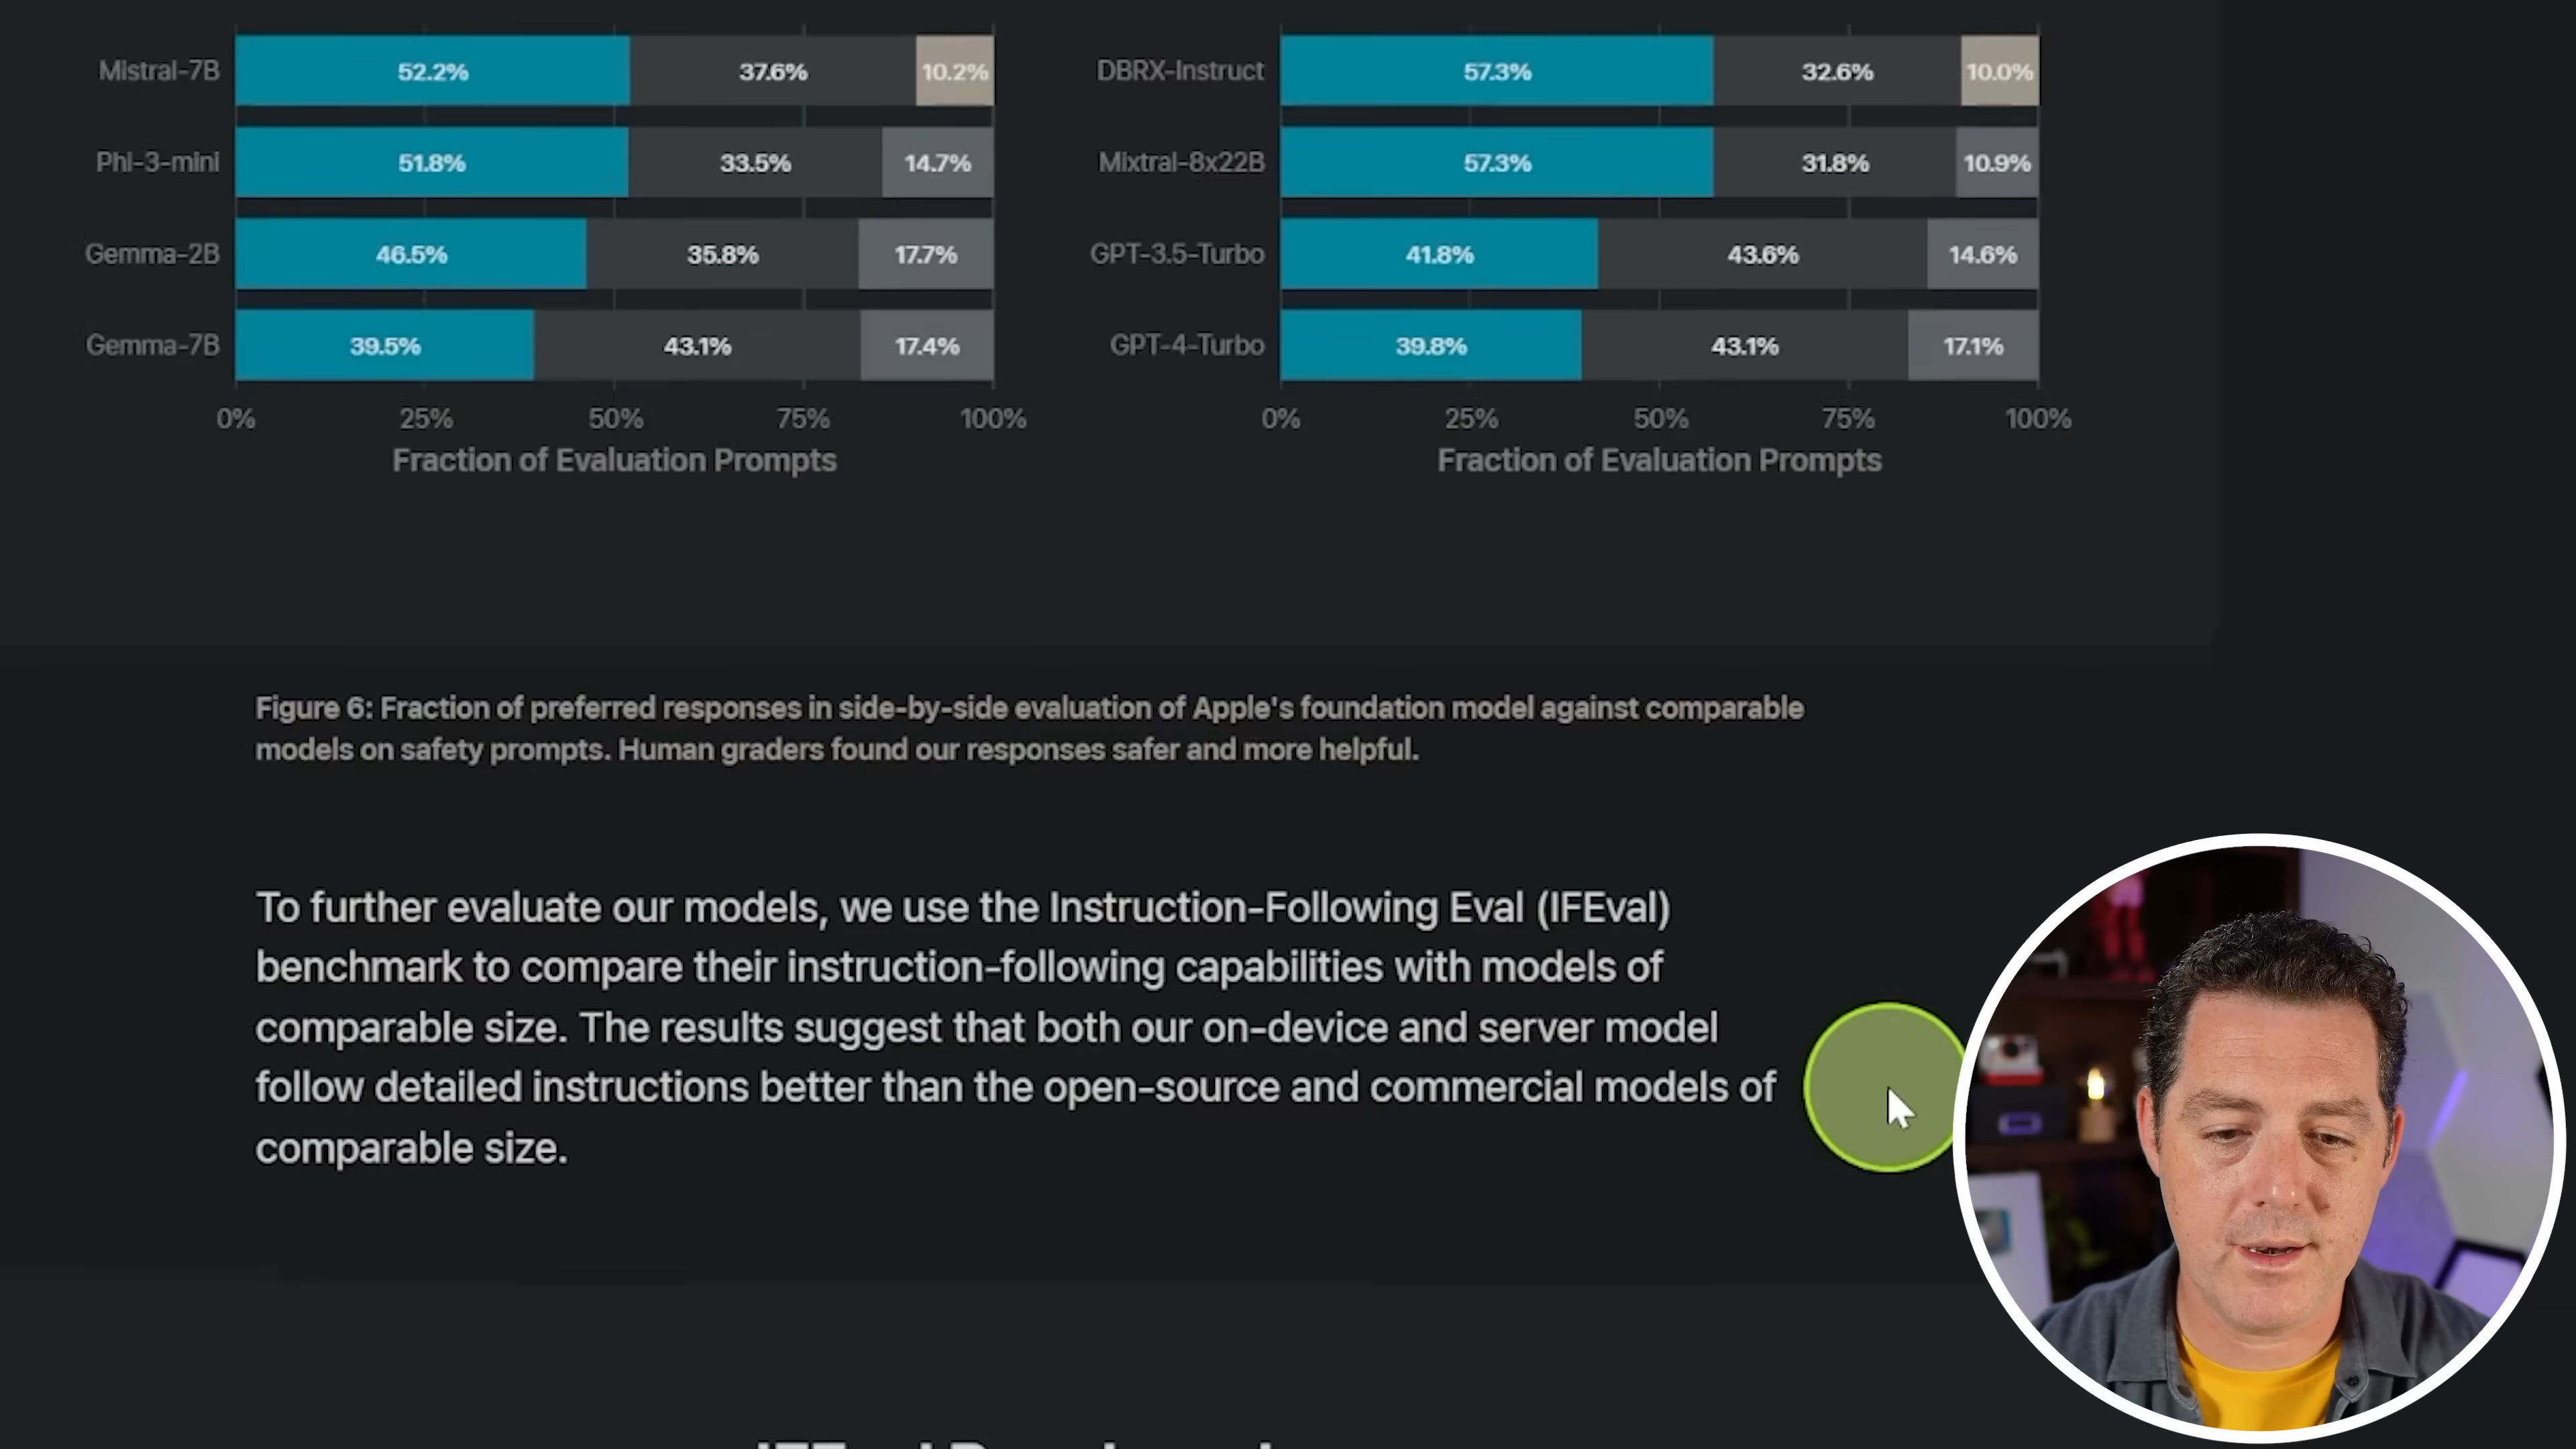 Mistral-7B 52.2% 37.6% 10.2%
Phi-3-mini 51.8% 33.5% 14.7%
Gemma-2B 46.5% 35.8% 17.7%
Gemma-7B 39.5% 43.1% 17.4%
0% 25% 50% 75% 100%
Fraction of Evaluation Prompts
DBRX-Instruct 57.3% 32.6% 10.0%
Mixtral-8x22B 57.3% 31.8% 10.9%
GPT-3.5-Turbo 41.8% 43.6% 14.6%
GPT-4-Turbo 39.8% 43.1% 17.1%
0% 25% 50% 75% 100%
Fraction of Evaluation Prompts
Figure 6: Fraction of preferred responses in side-by-side evaluation of Apple's foundation model against comparable
models on safety prompts. Human graders found our responses safer and more helpful.
To further evaluate our models, we use the Instruction-Following Eval (IFEval)
benchmark to compare their instruction-following capabilities with models of
comparable size. The results suggest that both our on-device and server model
follow detailed instructions better than the open-source and commercial models of
comparable size.